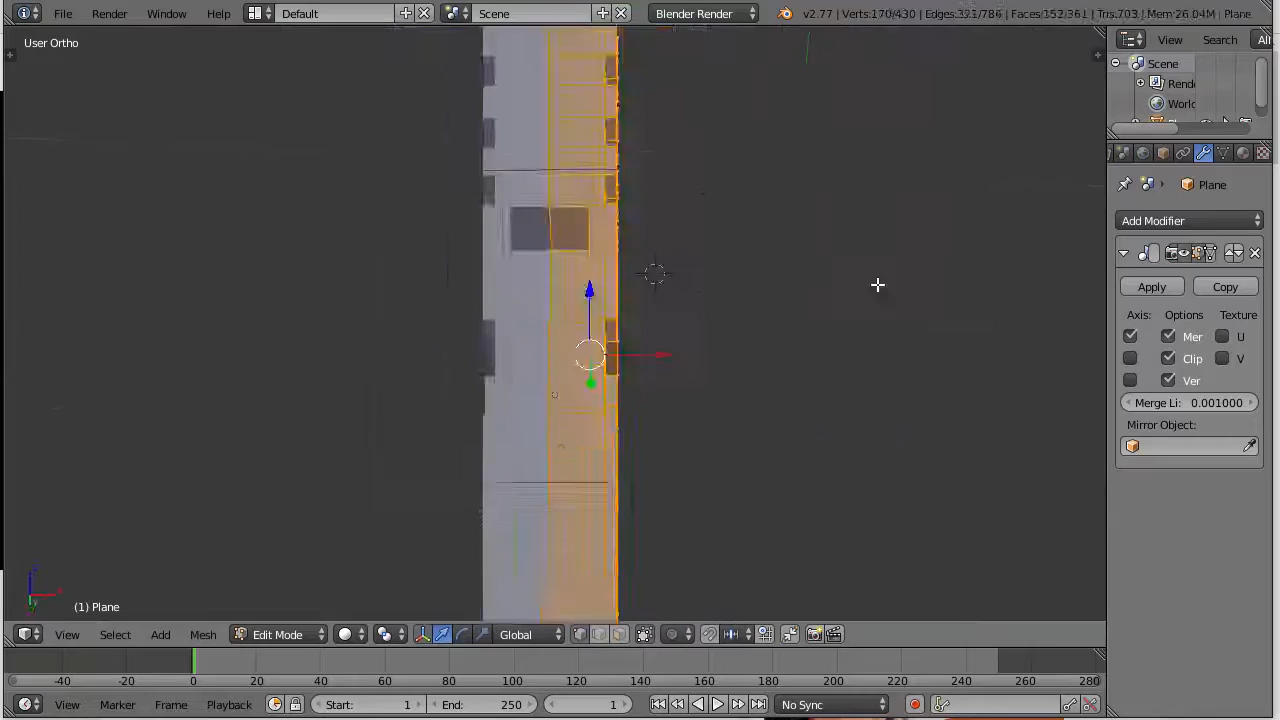 File Render Window Help Default Scene Blender Render v2.77 | Verts:170/430 | Edges:321/784 | Faces:152/361 | Tris:703 | Mem:26.04M | Plane
User Ortho
View Search All
Scene
Rende
Worlc
Plane
Add Modifier
Apply Copy
Axis: Options Texture
Mer U
Clip V
Ver
Merge Li: 0.001000
Mirror Object:
(1) Plane
View Select Add Mesh Edit Mode Global
-40 -20 0 20 40 60 80 100 120 140 160 180 200 220 240 260 280
View Marker Frame Playback Start: 1 End: 250 1 No Sync